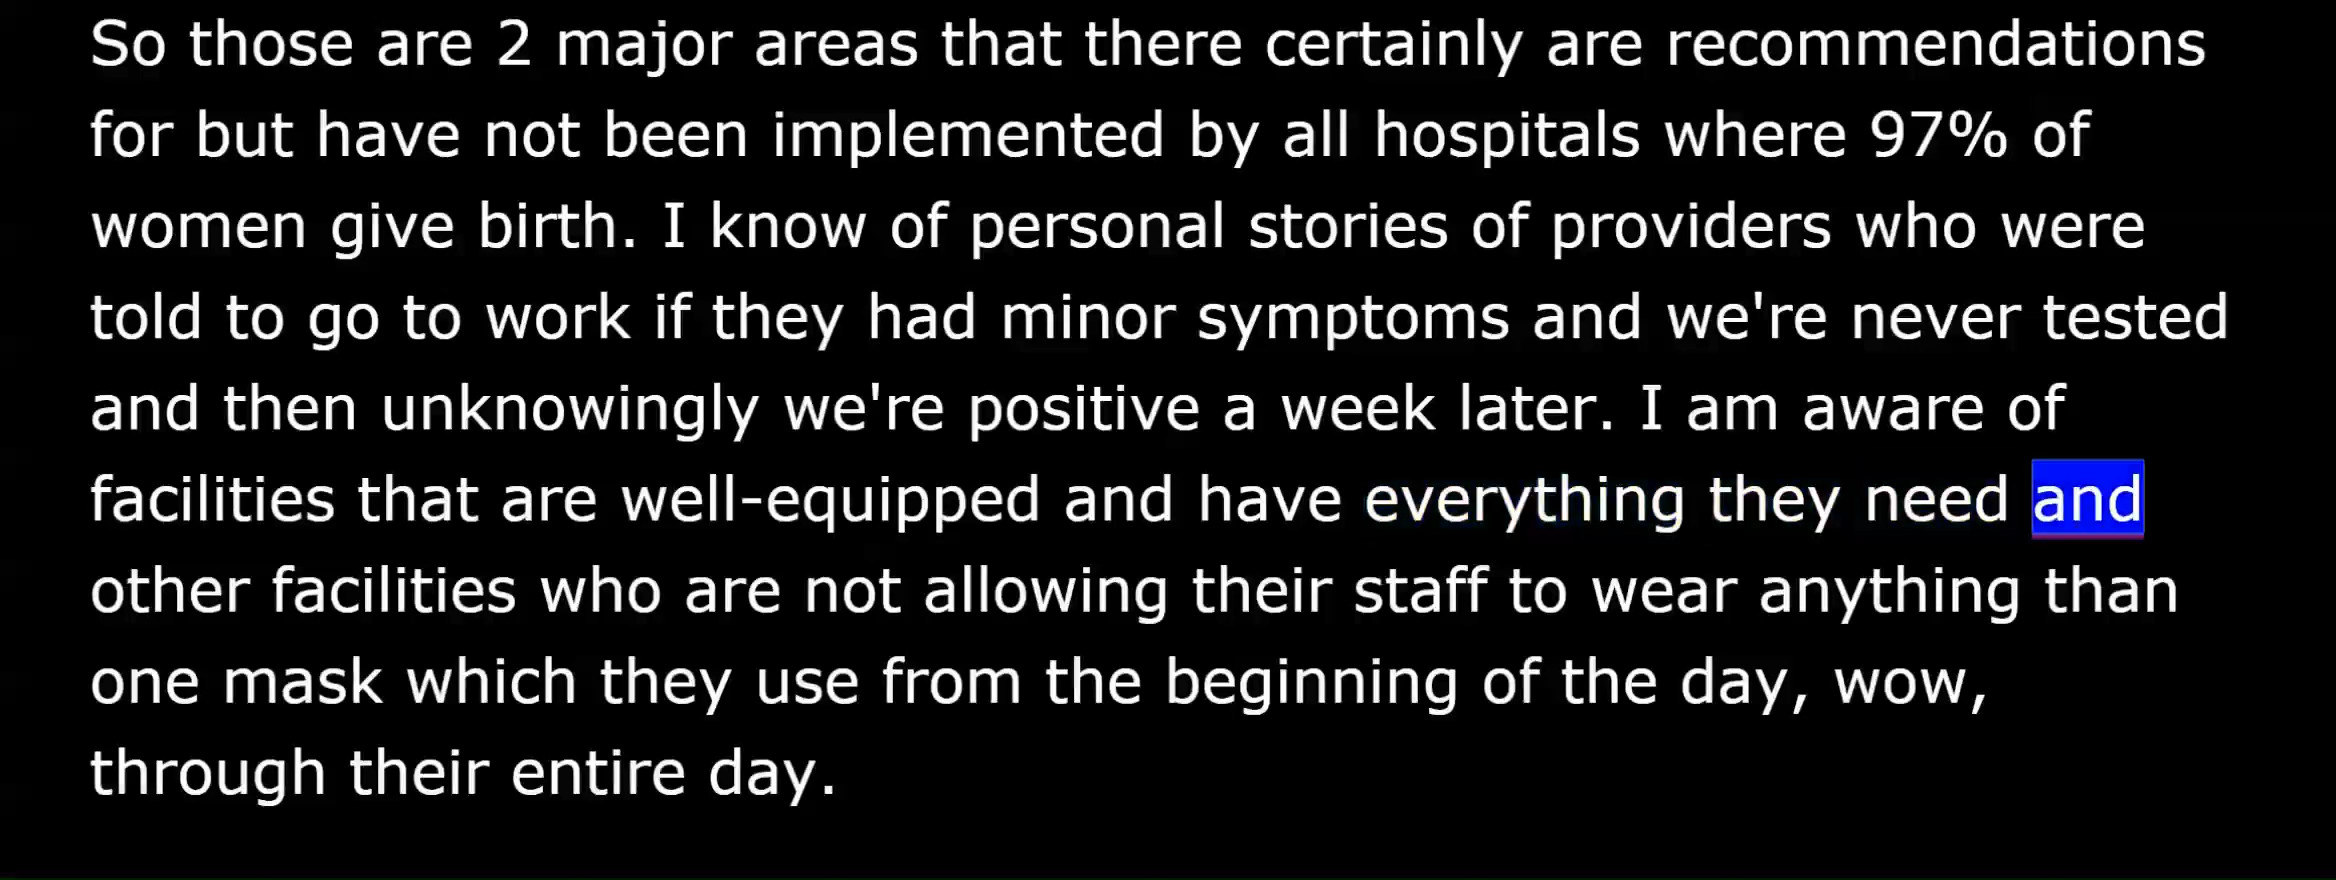 So those are 2 major areas that there certainly are recommendations
for but have not been implemented by all hospitals where 97% of
women give birth. I know of personal stories of providers who were
told to go to work if they had minor symptoms and we're never tested
and then unknowingly we're positive a week later. I am aware of
facilities that are well-equipped and have everything they need and
other facilities who are not allowing their staff to wear anything than
one mask which they use from the beginning of the day, wow,
through their entire day.